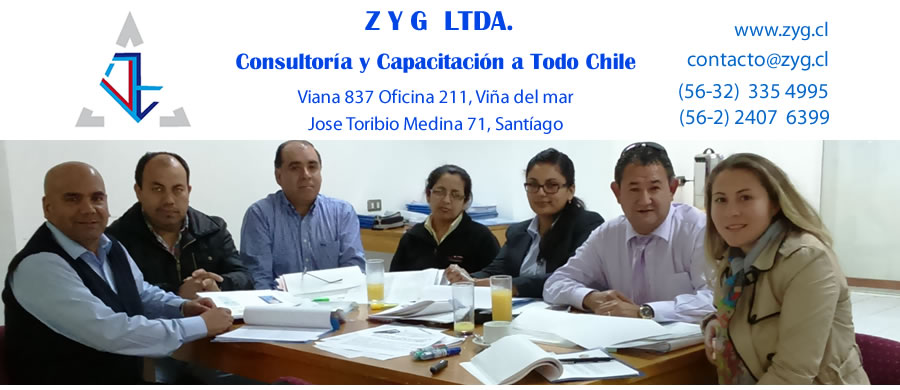 Z Y G LTDA.
Consultoría y Capacitación a Todo Chile
Viana 837 Oficina 211, Viña del mar
Jose Toribio Medina 71, Santíago
www.zyg.cl
contacto@zyg.cl
(56-32) 335 4995
(56-2) 2407 6399